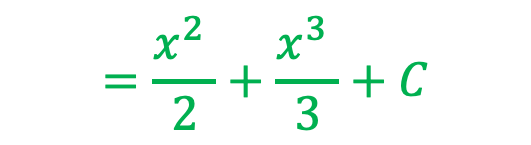 = x²/2 + x³/3 + C